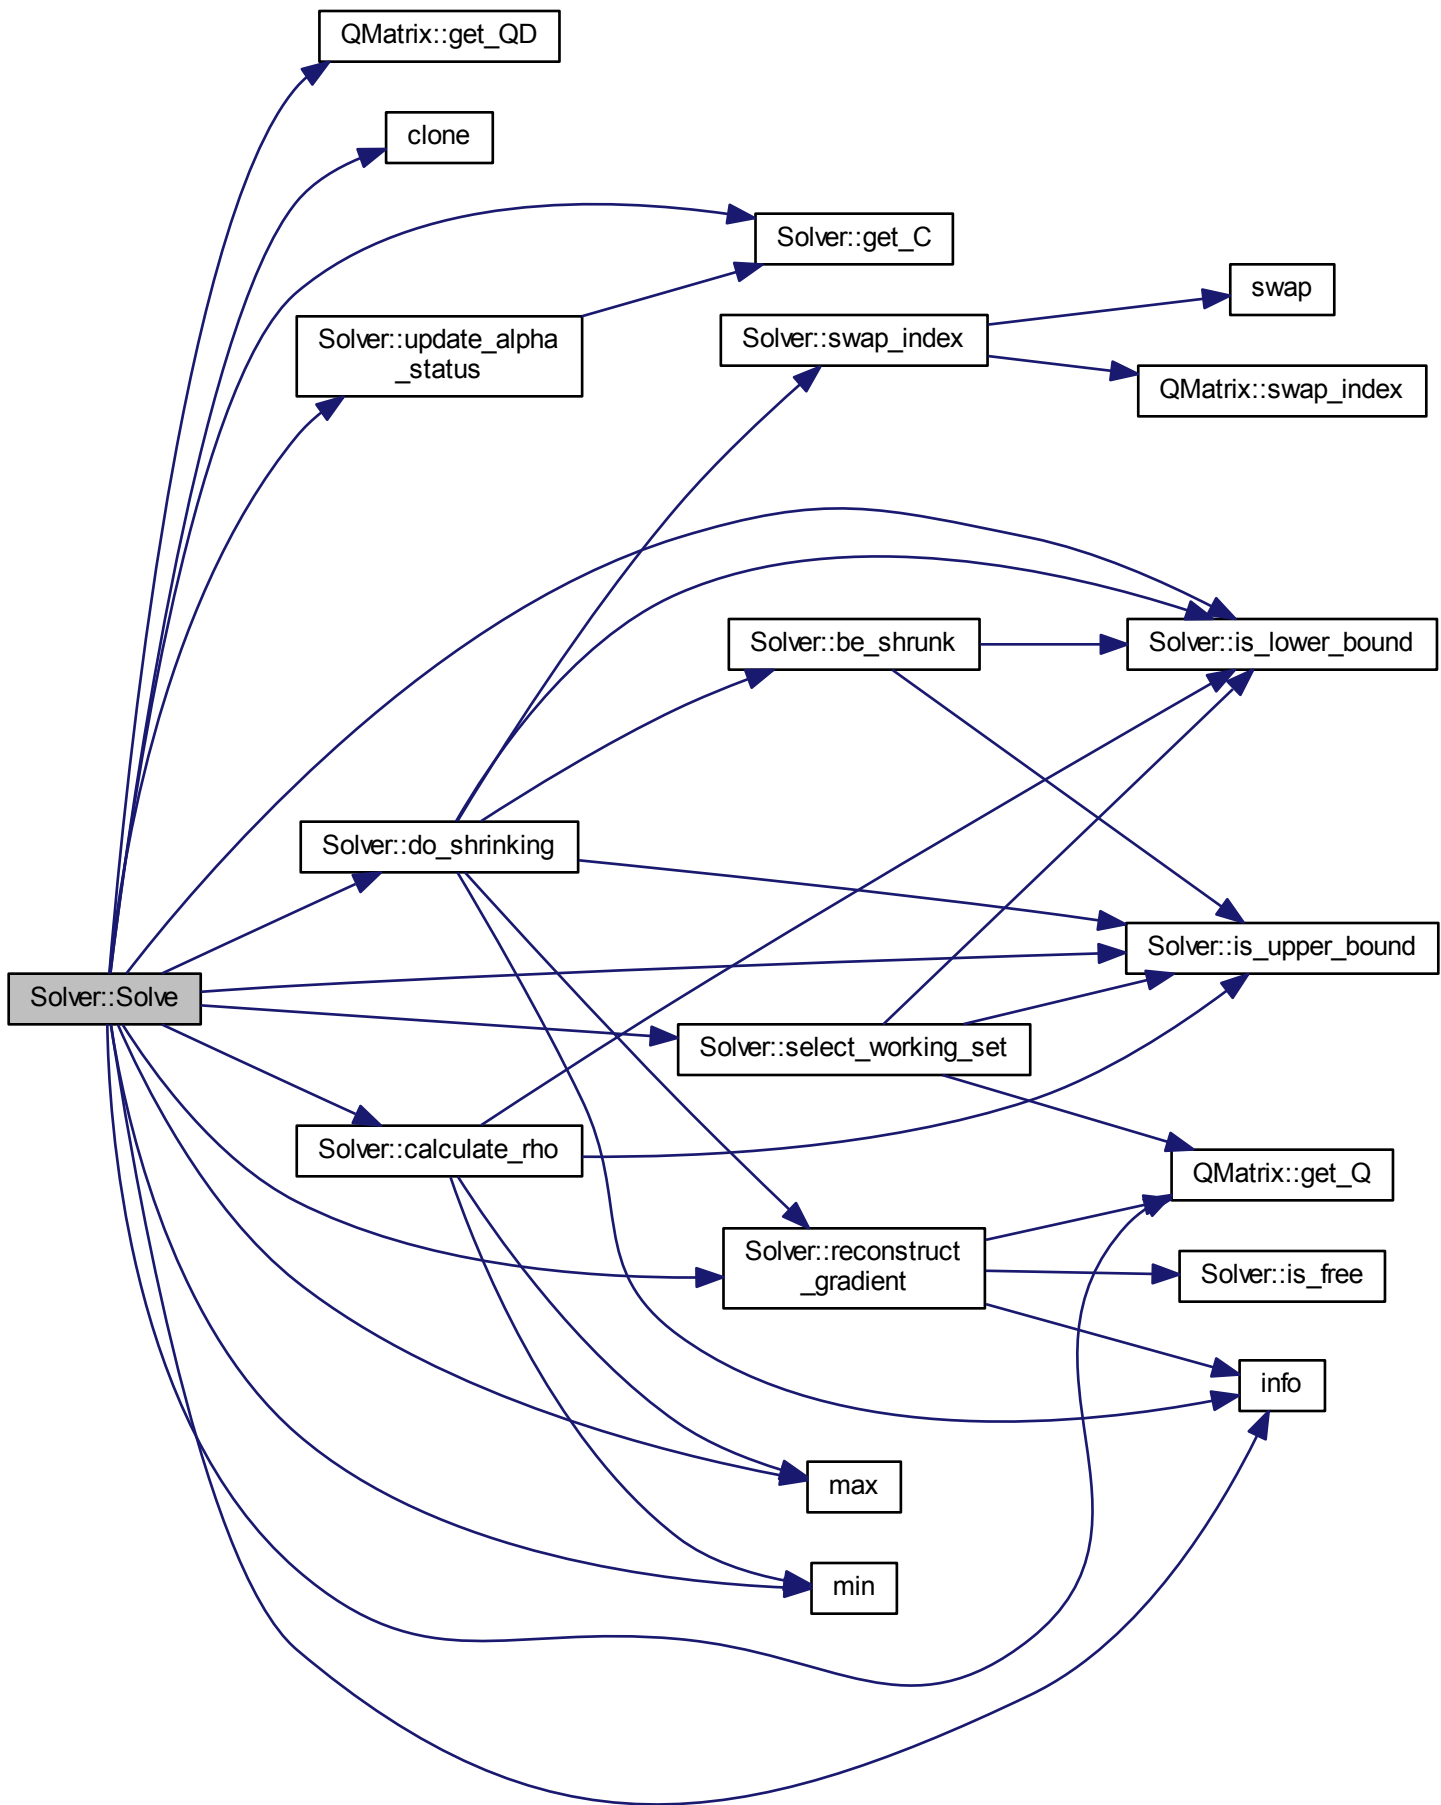 QMatrix::get_QD
clone
Solver::get_C
swap
Solver::update_alpha
_status
Solver::swap_index
QMatrix::swap_index
Solver::be_shrunk
Solver::is_lower_bound
Solver::do_shrinking
Solver::is_upper_bound
Solver::Solve
Solver::select_working_set
Solver::calculate_rho
QMatrix::get_Q
Solver::reconstruct
_gradient
Solver::is_free
info
max
min